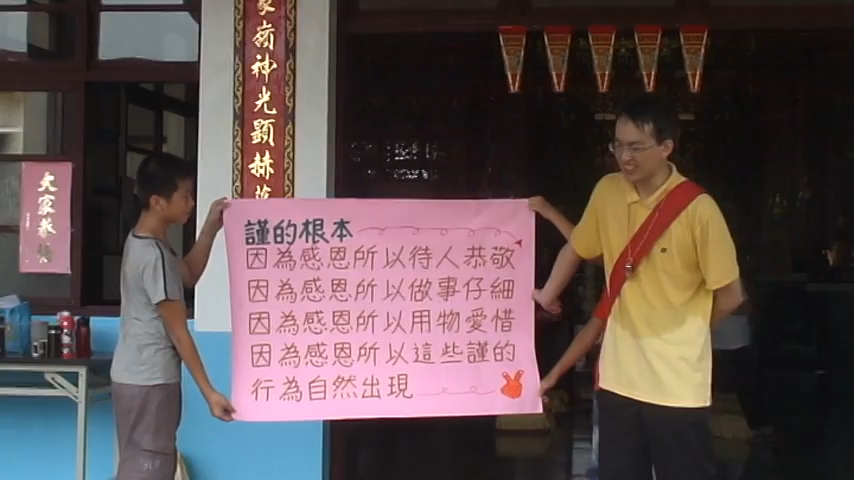 嶺神光顯赫
大家恭
謹的根本
因為感恩所以待人恭敬
因為感恩所以做事仔細
因為感恩所以用物愛惜
因為感恩所以這些謹的
行為自然出現